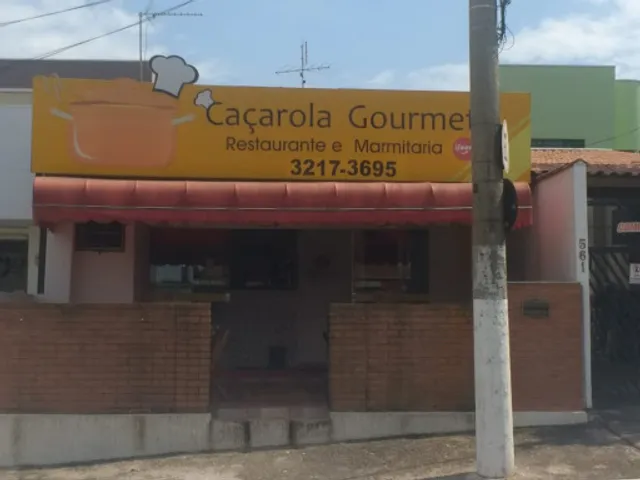 Caçarola Gourmet
Restaurante e Marmitaria
3217-3695
561